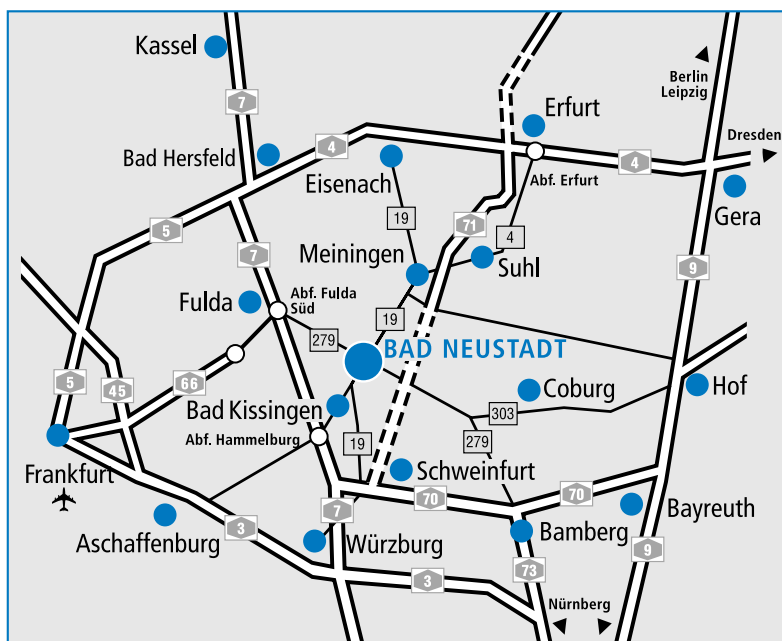 Kassel
7
Berlin
Leipzig
Erfurt
Dresden
4
Bad Hersfeld
Eisenach
Abf. Erfurt
4
Gera
19
71
4
5
7
Meiningen
Suhl
9
Fulda
Abf. Fulda
Süd
19
279
BAD NEUSTADT
5
45
66
Bad Kissingen
Coburg
Hof
303
Abf. Hammelburg
19
279
Frankfurt
Schweinfurt
70
70
7
Aschaffenburg
3
Würzburg
Bamberg
Bayreuth
9
3
73
Nürnberg